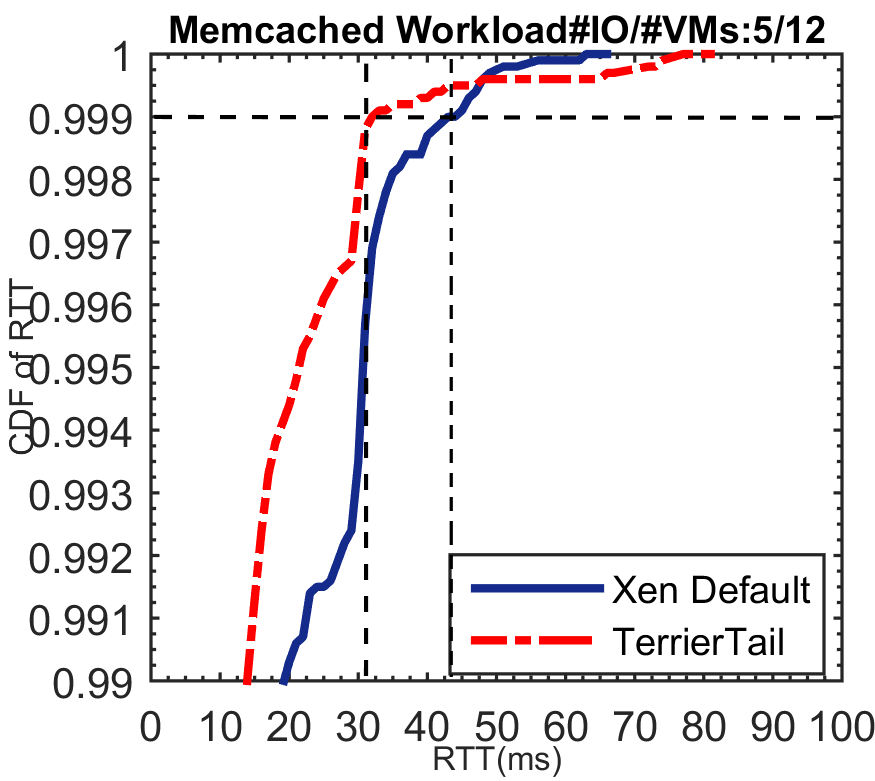 Memcached Workload#IO/#VMs:5/12
1
0.999
0.998
0.997
0.996
0.995
0.994
0.993
0.992
0.991
0.99
CDF of RTT
Xen Default
TerrierTail
0 10 20 30 40 50 60 70 80 90 100
RTT(ms)